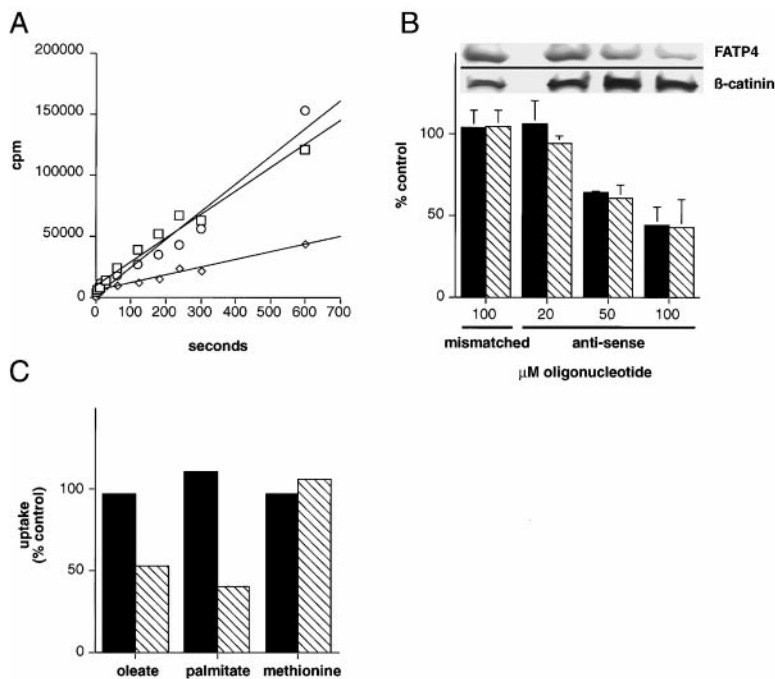 A
200000
150000
100000
50000
0
cpm
0 100 200 300 400 500 600 700
seconds
B
FATP4
ß-catinin
100
50
0
% control
100 20 50 100
mismatched anti-sense
µM oligonucleotide
C
100
50
0
uptake
(% control)
oleate palmitate methionine